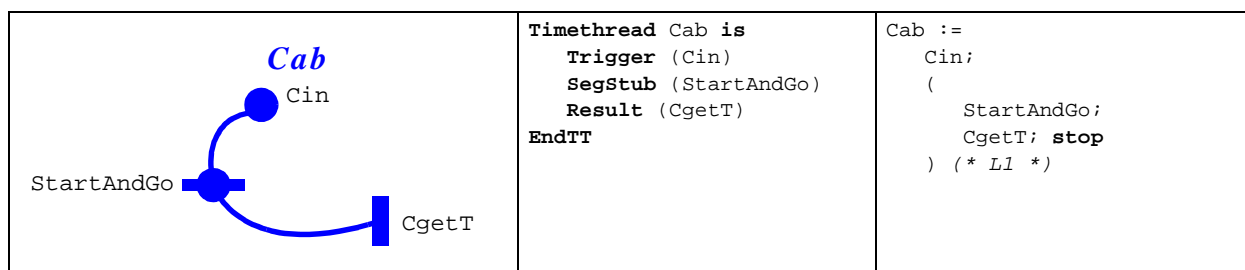 Cab
Cin
StartAndGo
CgetT
Timethread Cab is
Trigger (Cin)
SegStub (StartAndGo)
Result (CgetT)
EndTT
Cab :=
Cin;
(
StartAndGo;
CgetT; stop
) (* L1 *)